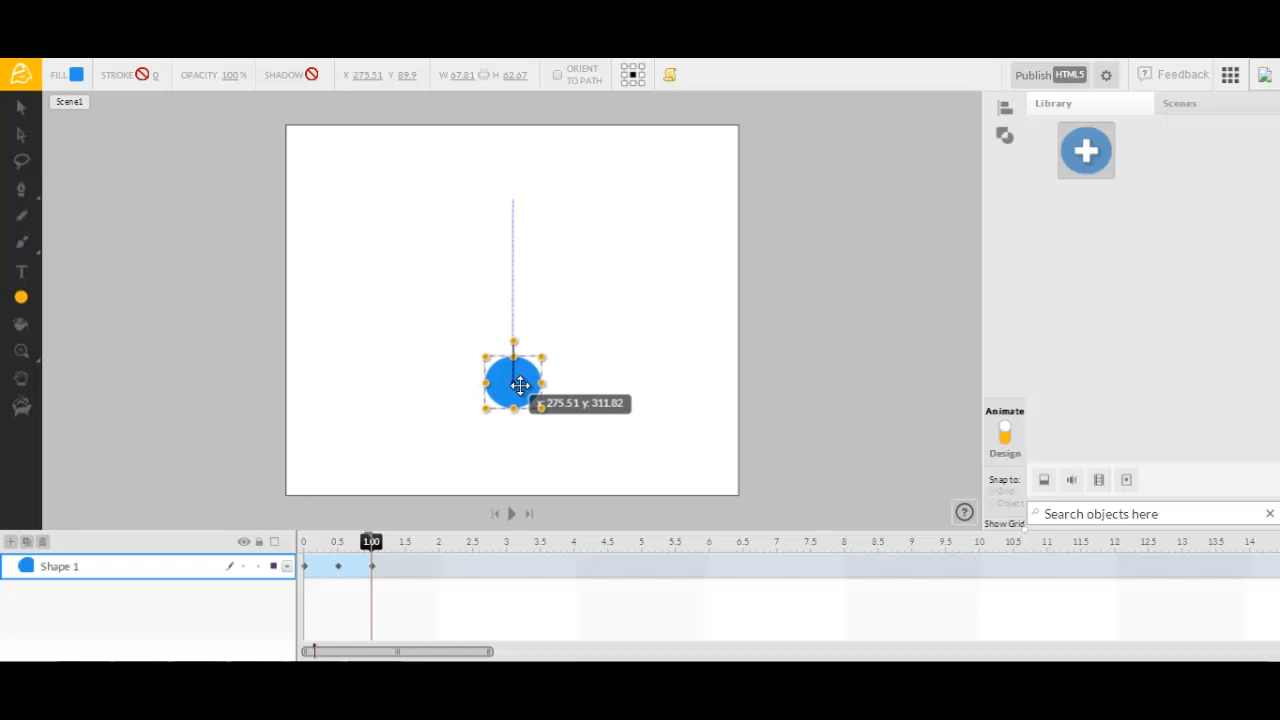 FILL STROKE 0 OPACITY 100 % SHADOW X 275.51 Y 89.9 W 67.81 H 62.67 ORIENT TO PATH Publish HTML5 ? Feedback
Scene1
Library Scenes
x: 275.51 y: 311.82
Animate
Design
Snap to:
Grid
Object
Show Grid
Search objects here
?
0 0.5 1.00 1.5 2 2.5 3 3.5 4 4.5 5 5.5 6 6.5 7 7.5 8 8.5 9 9.5 10 10.5 11 11.5 12 12.5 13 13.5 14
Shape 1